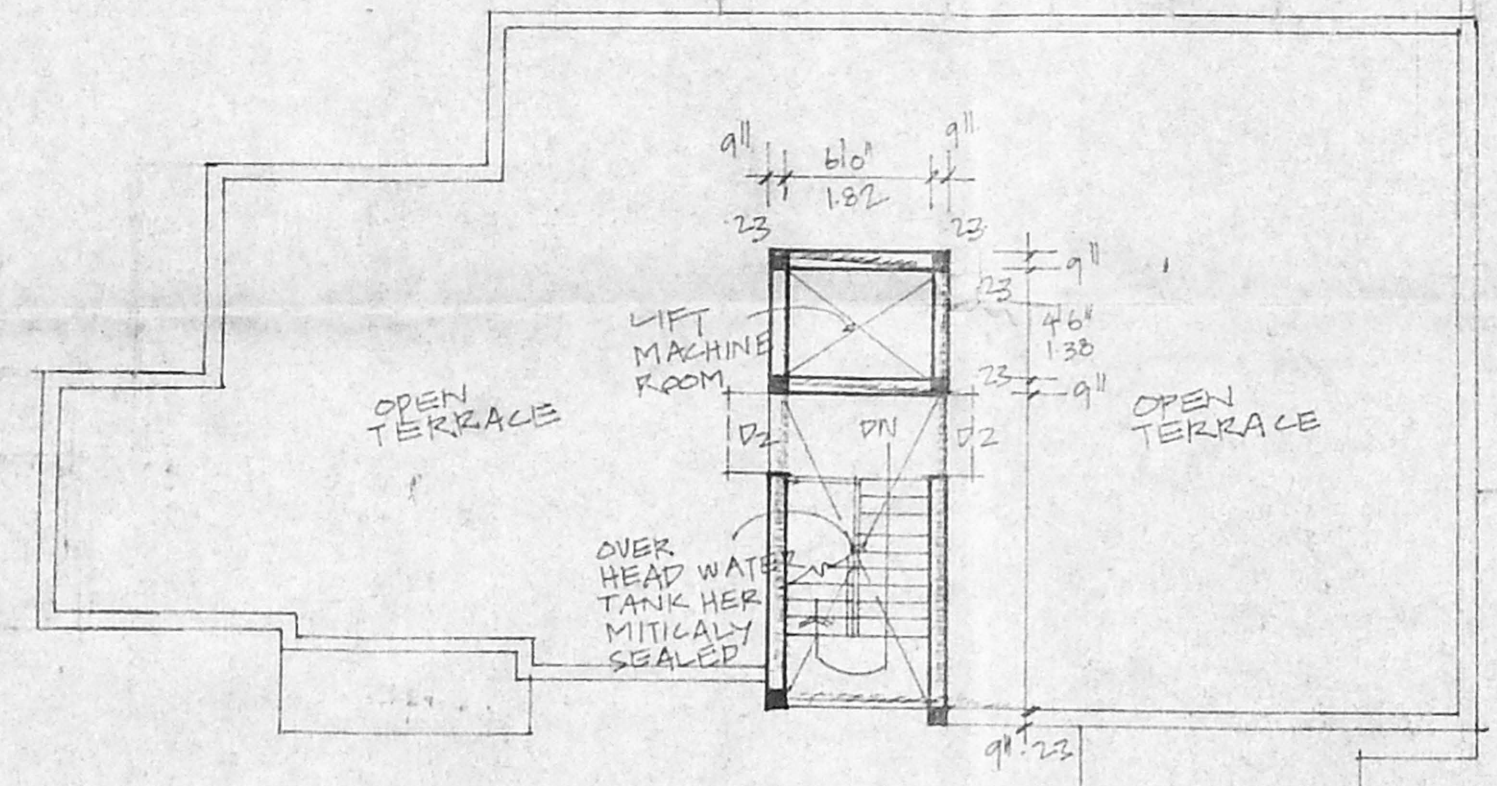 9"
6'0"
9"
1.82
23
23
9"
23
4'6"
1.38
23
9"
LIFT
MACHINE
ROOM
OPEN
TERRACE
OPEN
TERRACE
D2
DN
D2
OVER
HEAD WATER
TANK HER
MITICALY
SEALED
9"
23